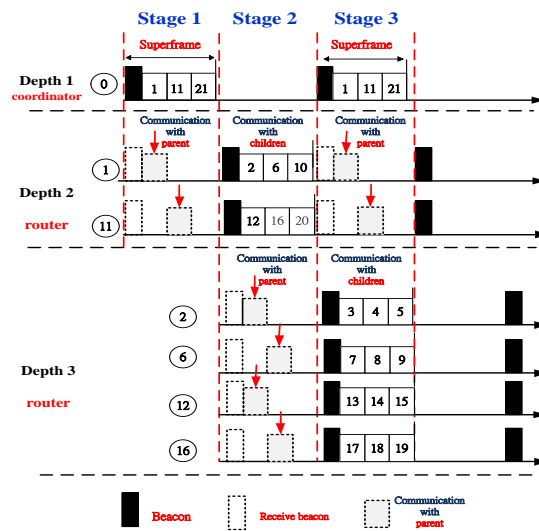 Stage 1 Stage 2 Stage 3
Superframe Superframe
Depth 1
coordinator
0 1 11 21 1 11 21
Communication with parent Communication with children Communication with parent
1 2 6 10
Depth 2
router
11 12 16 20
Communication with parent Communication with children
2 3 4 5
6 7 8 9
Depth 3
router
12 13 14 15
16 17 18 19
Beacon Receive beacon Communication with parent